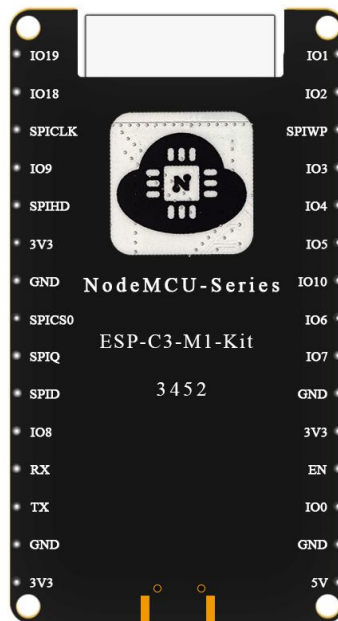 IO19 IO1
IO18 IO2
SPICLK SPIWP
IO9 IO3
SPIHD IO4
3V3 IO5
GND NodeMCU-Series IO10
SPICS0 IO6
ESP-C3-M1-Kit
SPIQ IO7
SPID 3452 GND
IO8 3V3
RX EN
TX IO0
GND GND
3V3 5V